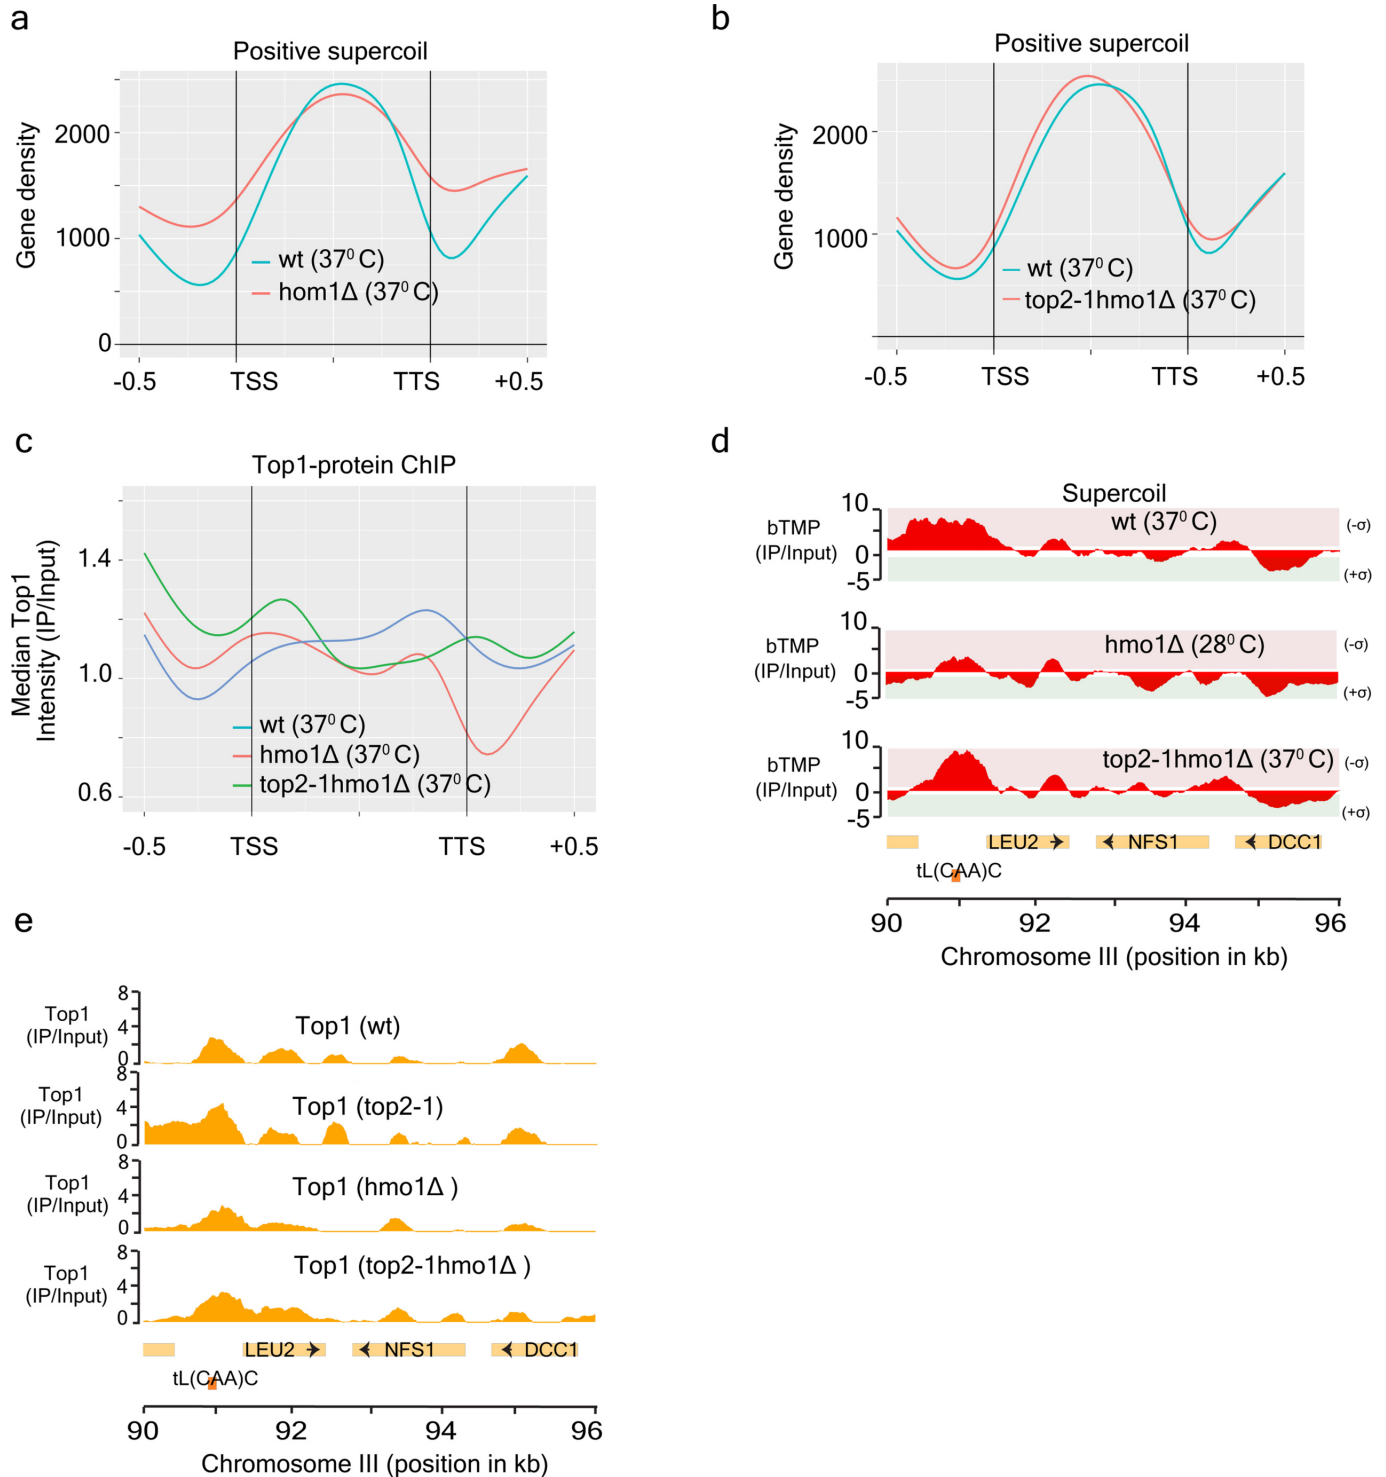 a
Positive supercoil
Gene density
2000
1000
0
wt (37⁰ C)
hom1Δ (37⁰ C)
-0.5 TSS TTS +0.5
b
Positive supercoil
Gene density
2000
1000
wt (37⁰ C)
top2-1hmo1Δ (37⁰ C)
-0.5 TSS TTS +0.5
c
Top1-protein ChIP
Median Top1
Intensity (IP/Input)
1.4
1.0
0.6
wt (37⁰ C)
hmo1Δ (37⁰ C)
top2-1hmo1Δ (37⁰ C)
-0.5 TSS TTS +0.5
d
Supercoil
bTMP
(IP/Input)
10
0
-5
wt (37⁰ C)
(-σ)
(+σ)
bTMP
(IP/Input)
10
0
-5
hmo1Δ (28⁰ C)
(-σ)
(+σ)
bTMP
(IP/Input)
10
0
-5
top2-1hmo1Δ (37⁰ C)
(-σ)
(+σ)
LEU2 NFS1 DCC1
tL(CAA)C
90 92 94 96
Chromosome III (position in kb)
e
Top1
(IP/Input)
8
4
0
Top1 (wt)
Top1
(IP/Input)
8
4
0
Top1 (top2-1)
Top1
(IP/Input)
8
4
0
Top1 (hmo1Δ )
Top1
(IP/Input)
8
4
0
Top1 (top2-1hmo1Δ )
LEU2 NFS1 DCC1
tL(CAA)C
90 92 94 96
Chromosome III (position in kb)